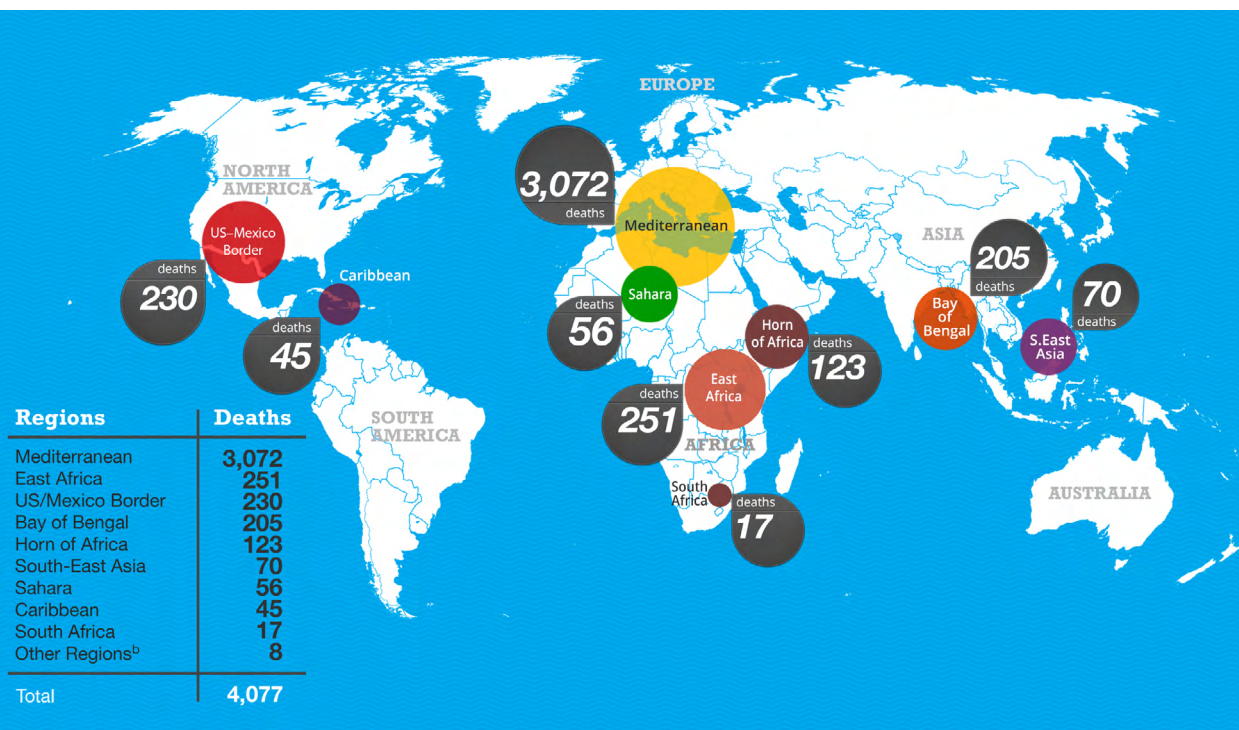 EUROPE
NORTH
AMERICA
3,072
deaths
Mediterranean
US–Mexico
Border
ASIA
205
deaths
deaths
230
Caribbean
Sahara
70
deaths
deaths
56
Bay
of
Bengal
deaths
45
Horn
of Africa
deaths
123
S.East
Asia
East
Africa
deaths
251
SOUTH
AMERICA
AFRICA
South
Africa
deaths
17
AUSTRALIA
Regions Deaths
Mediterranean 3,072
East Africa 251
US/Mexico Border 230
Bay of Bengal 205
Horn of Africa 123
South-East Asia 70
Sahara 56
Caribbean 45
South Africa 17
Other Regionsᵇ 8
Total 4,077